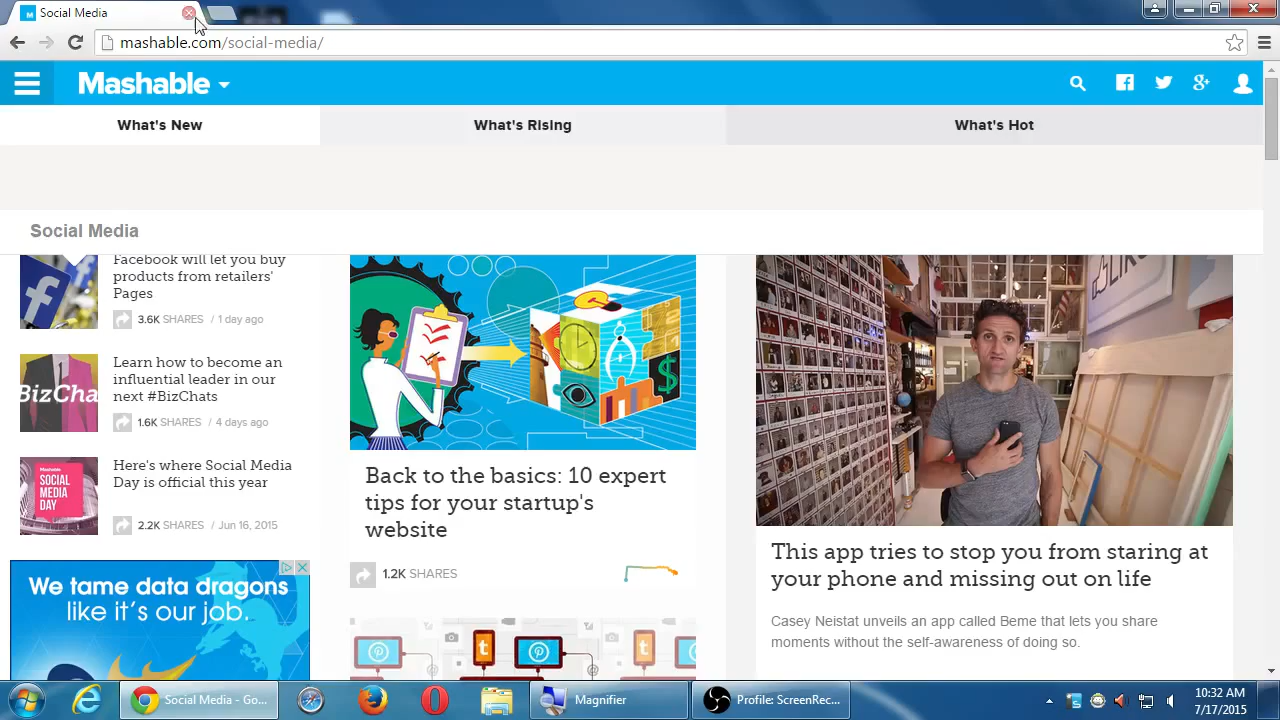 Social Media
mashable.com/social-media/
Mashable
What's New
What's Rising
What's Hot
Social Media
Facebook will let you buy
products from retailers'
Pages
3.6K SHARES / 1 day ago
BizCha
Learn how to become an
influential leader in our
next #BizChats
1.6K SHARES / 4 days ago
Mashable
SOCIAL
MEDIA
DAY
Here's where Social Media
Day is official this year
2.2K SHARES / Jun 16, 2015
We tame data dragons
like it's our job.
Back to the basics: 10 expert
tips for your startup's
website
1.2K SHARES
This app tries to stop you from staring at
your phone and missing out on life
Casey Neistat unveils an app called Beme that lets you share
moments without the self-awareness of doing so.
Social Media - Go...
Magnifier
Profile: ScreenRec...
10:32 AM
7/17/2015